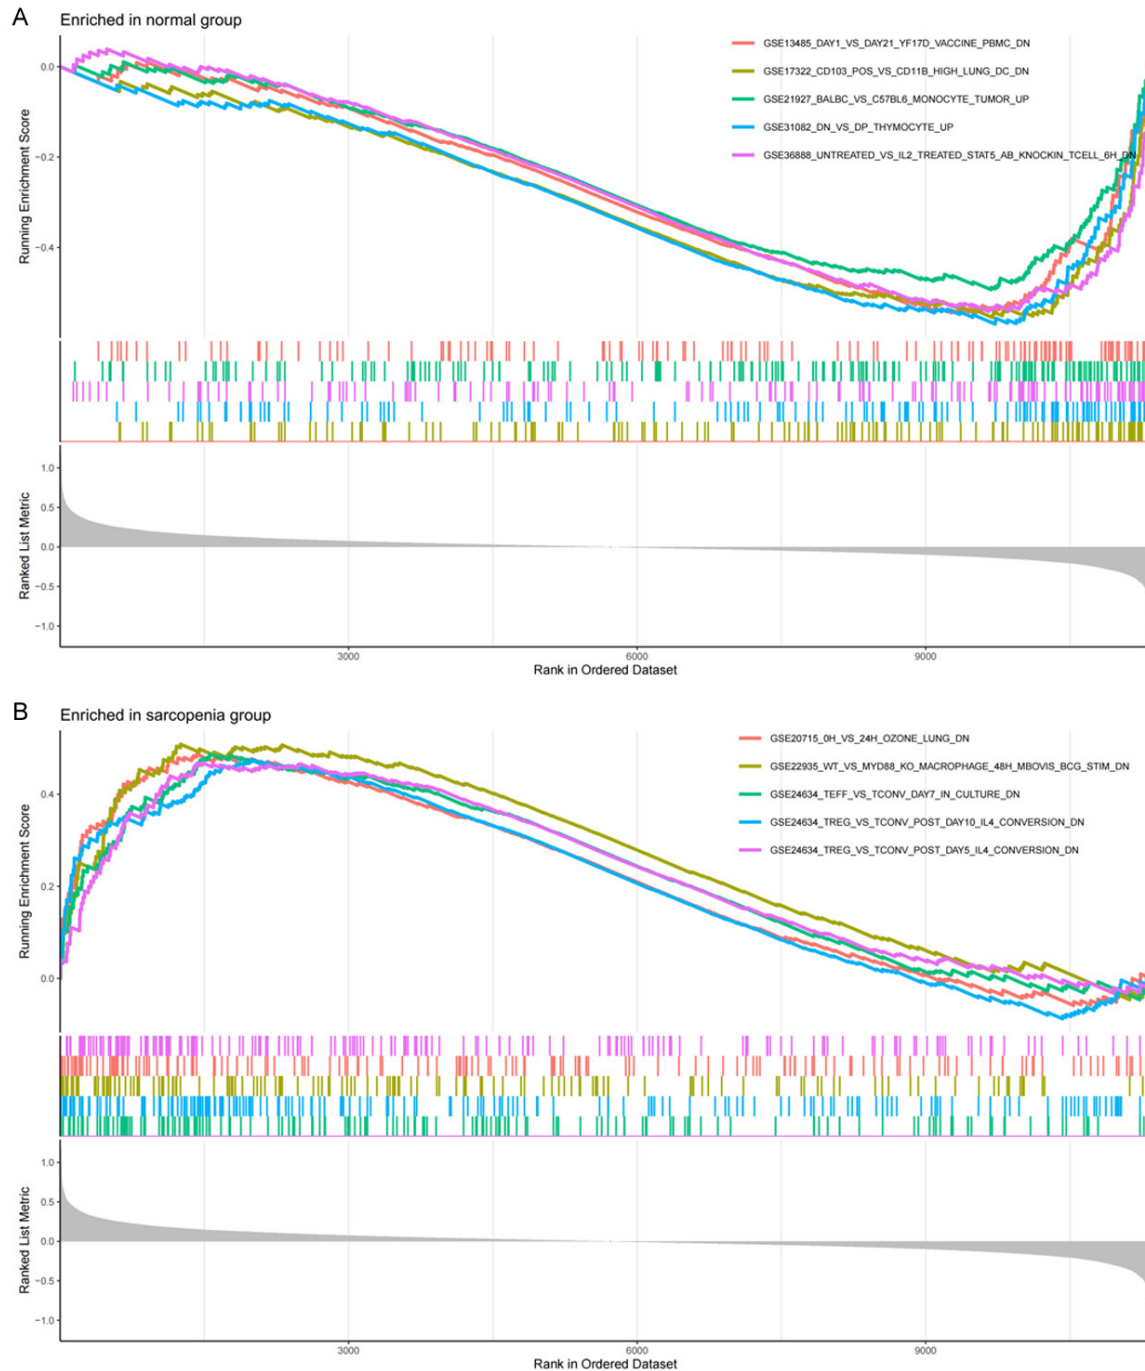 A
Enriched in normal group
Running Enrichment Score
0.0
−0.2
−0.4
GSE13485_DAY1_VS_DAY21_YF17D_VACCINE_PBMC_DN
GSE17322_CD103_POS_VS_CD11B_HIGH_LUNG_DC_DN
GSE21927_BALBC_VS_C57BL6_MONOCYTE_TUMOR_UP
GSE31082_DN_VS_DP_THYMOCYTE_UP
GSE36888_UNTREATED_VS_IL2_TREATED_STAT5_AB_KNOCKIN_TCELL_6H_DN
Ranked List Metric
1.0
0.5
0.0
−0.5
−1.0
3000
6000
9000
Rank in Ordered Dataset
B
Enriched in sarcopenia group
Running Enrichment Score
0.4
0.2
0.0
GSE20715_0H_VS_24H_OZONE_LUNG_DN
GSE22935_WT_VS_MYD88_KO_MACROPHAGE_48H_MBOVIS_BCG_STIM_DN
GSE24634_TEFF_VS_TCONV_DAY7_IN_CULTURE_DN
GSE24634_TREG_VS_TCONV_POST_DAY10_IL4_CONVERSION_DN
GSE24634_TREG_VS_TCONV_POST_DAY5_IL4_CONVERSION_DN
Ranked List Metric
1.0
0.5
0.0
−0.5
−1.0
3000
6000
9000
Rank in Ordered Dataset